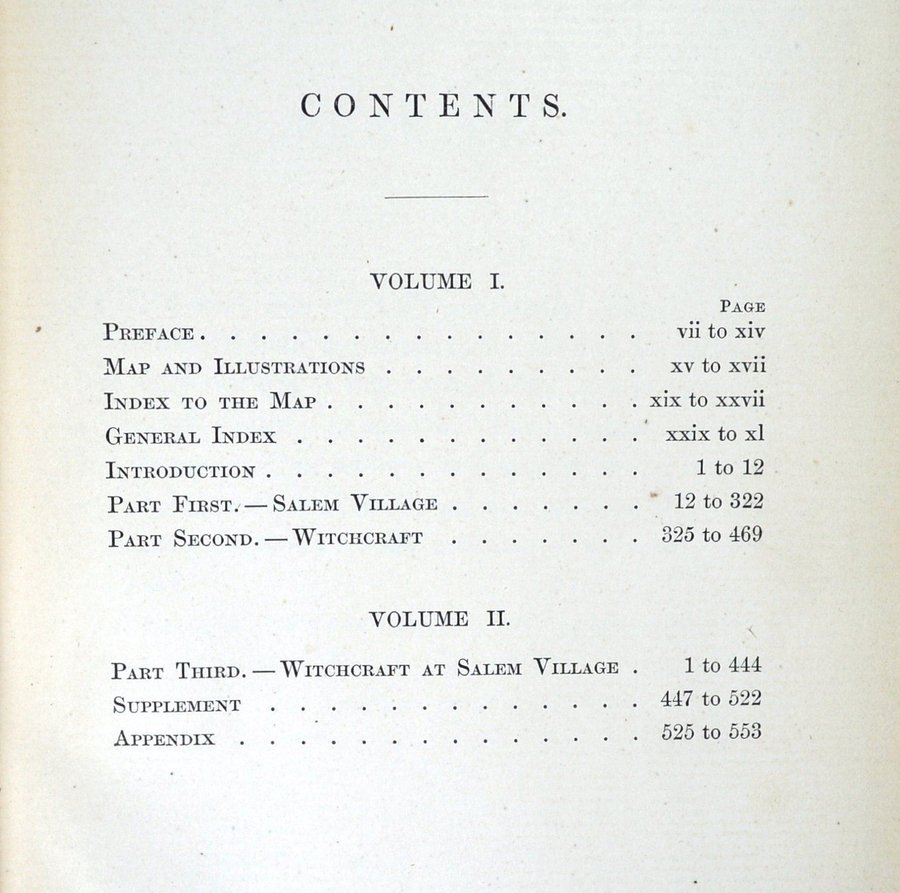 CONTENTS.
VOLUME I.
PAGE
PREFACE . . . . . . . . . . . . . . . vii to xiv
MAP AND ILLUSTRATIONS . . . . . . . . . xv to xvii
INDEX TO THE MAP . . . . . . . . . . . xix to xxvii
GENERAL INDEX . . . . . . . . . . . . xxix to xl
INTRODUCTION . . . . . . . . . . . . . 1 to 12
PART FIRST. — SALEM VILLAGE . . . . . . . 12 to 322
PART SECOND. — WITCHCRAFT . . . . . . . 325 to 469
VOLUME II.
PART THIRD. — WITCHCRAFT AT SALEM VILLAGE . 1 to 444
SUPPLEMENT . . . . . . . . . . . . . 447 to 522
APPENDIX . . . . . . . . . . . . . . 525 to 553